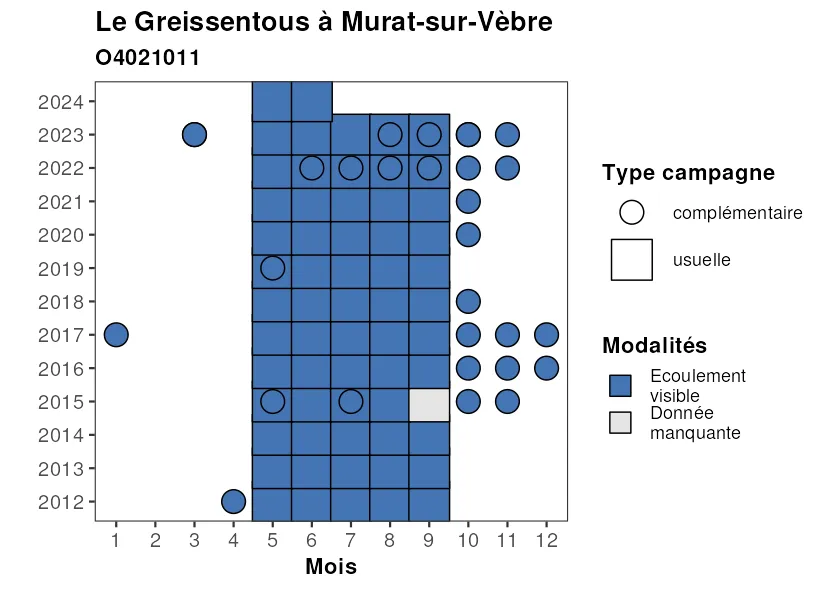 Le Greissentous à Murat-sur-Vèbre
O4021011
2024
2023
2022
2021
2020
2019
2018
2017
2016
2015
2014
2013
2012
1 2 3 4 5 6 7 8 9 10 11 12
Mois
Type campagne
complémentaire
usuelle
Modalités
Ecoulement
visible
Donnée
manquante